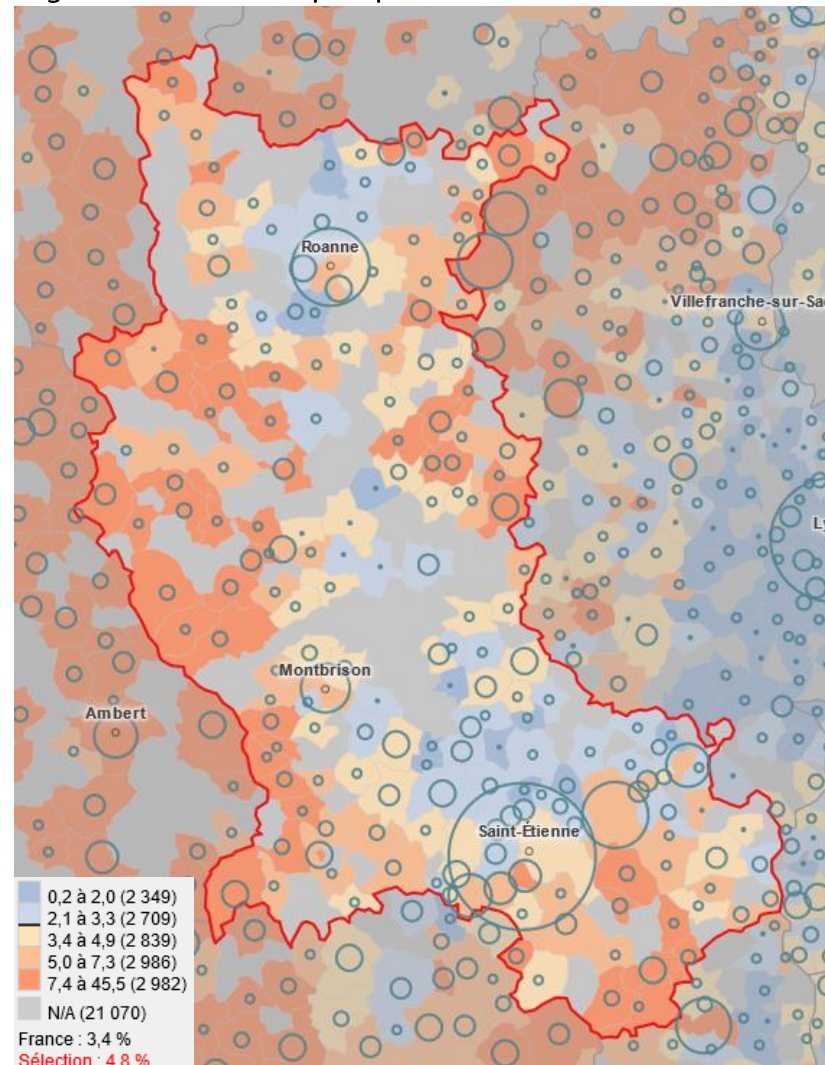 Roanne
Villefranche-sur-Sa
Ly
Montbrison
Ambert
Saint-Étienne
0,2 à 2,0 (2 349)
2,1 à 3,3 (2 709)
3,4 à 4,9 (2 839)
5,0 à 7,3 (2 986)
7,4 à 45,5 (2 982)
N/A (21 070)
France : 3,4 %
Sélection : 4,8 %